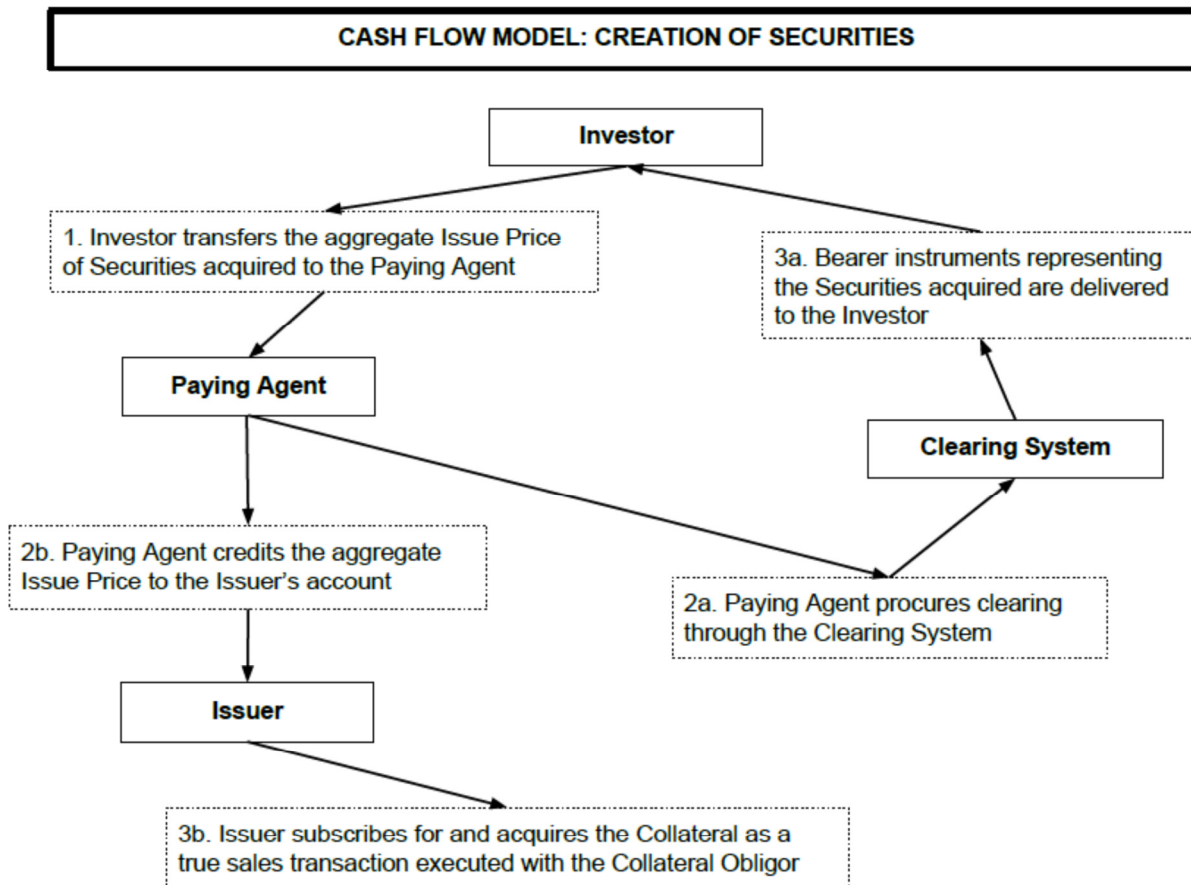 CASH FLOW MODEL: CREATION OF SECURITIES
Investor
1. Investor transfers the aggregate Issue Price
of Securities acquired to the Paying Agent
3a. Bearer instruments representing
the Securities acquired are delivered
to the Investor
Paying Agent
Clearing System
2b. Paying Agent credits the aggregate
Issue Price to the Issuer's account
2a. Paying Agent procures clearing
through the Clearing System
Issuer
3b. Issuer subscribes for and acquires the Collateral as a
true sales transaction executed with the Collateral Obligor